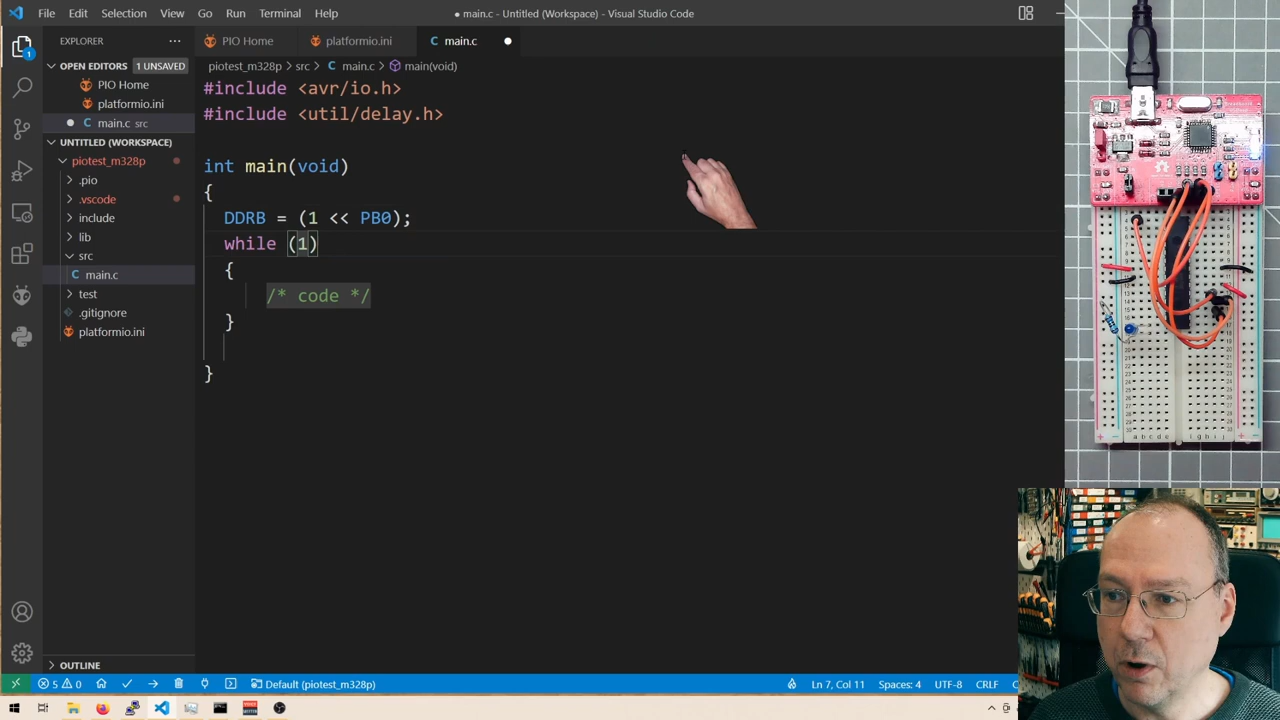 File Edit Selection View Go Run Terminal Help
● main.c - Untitled (Workspace) - Visual Studio Code
EXPLORER
OPEN EDITORS 1 UNSAVED
PIO Home
platformio.ini
main.c src
UNTITLED (WORKSPACE)
piotest_m328p
.pio
.vscode
include
lib
src
main.c
test
.gitignore
platformio.ini
OUTLINE
1
PIO Home platformio.ini main.c
piotest_m328p > src > main.c > main(void)
#include <avr/io.h>
#include <util/delay.h>
int main(void)
{
DDRB = (1 << PB0);
while (1)
{
/* code */
}
}
5 0 Default (piotest_m328p) Ln 7, Col 11 Spaces: 4 UTF-8 CRLF